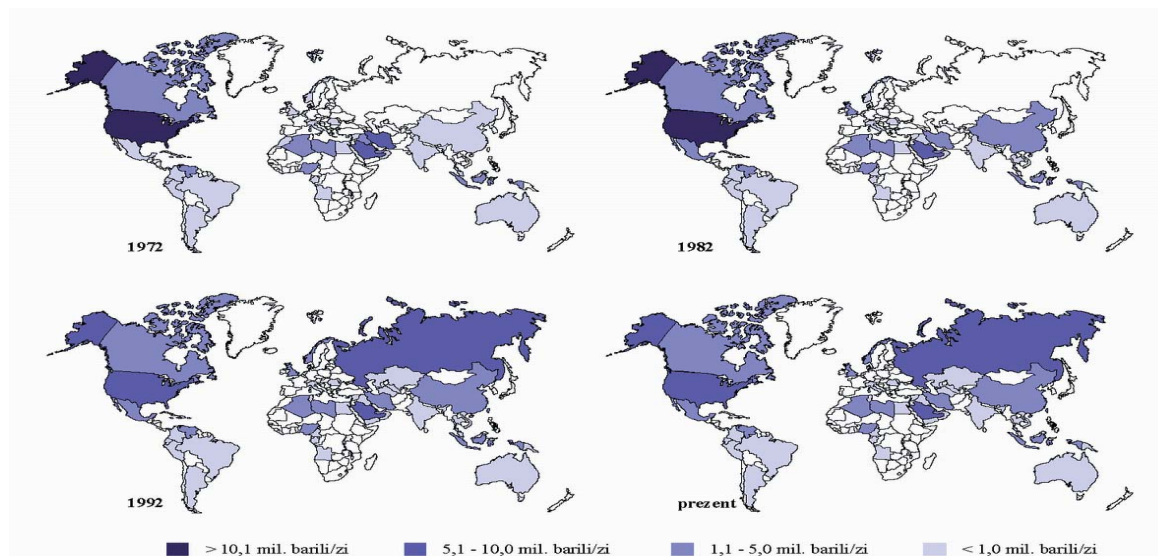 1972
1982
1992
prezent
> 10,1 mil. barili/zi
5,1 - 10,0 mil. barili/zi
1,1 - 5,0 mil. barili/zi
< 1,0 mil. barili/zi